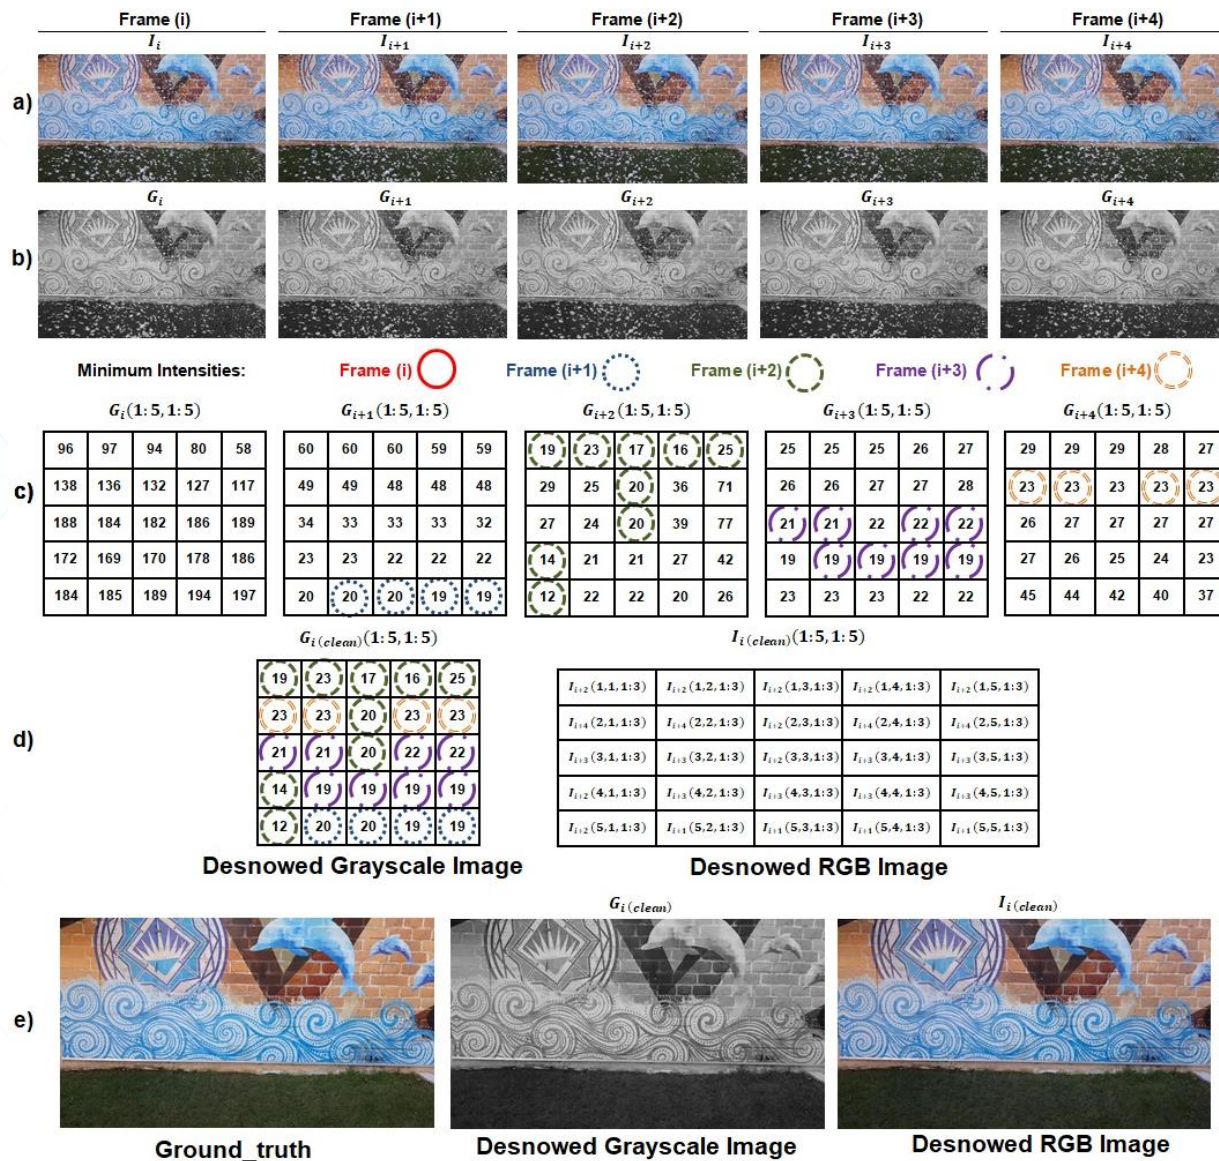 Frame (i) Frame (i+1) Frame (i+2) Frame (i+3) Frame (i+4)
I_i I_{i+1} I_{i+2} I_{i+3} I_{i+4}
a)
G_i G_{i+1} G_{i+2} G_{i+3} G_{i+4}
b)
Minimum Intensities: Frame (i) Frame (i+1) Frame (i+2) Frame (i+3) Frame (i+4)
G_i(1:5,1:5) G_{i+1}(1:5,1:5) G_{i+2}(1:5,1:5) G_{i+3}(1:5,1:5) G_{i+4}(1:5,1:5)
96 97 94 80 58 60 60 60 59 59 19 23 17 16 25 25 25 25 26 27 29 29 29 28 27
c) 138 136 132 127 117 49 49 48 48 48 29 25 20 36 71 26 26 27 27 28 23 23 23 23 23
188 184 182 186 189 34 33 33 33 32 27 24 20 39 77 21 21 22 22 22 26 27 27 27 27
172 169 170 178 186 23 23 22 22 22 14 21 21 27 42 19 19 19 19 19 27 26 25 24 23
184 185 189 194 197 20 20 20 19 19 12 22 22 20 26 23 23 23 22 22 45 44 42 40 37
G_{i(clean)}(1:5,1:5) I_{i(clean)}(1:5,1:5)
19 23 17 16 25 I_{i+2}(1,1,1:3) I_{i+2}(1,2,1:3) I_{i+2}(1,3,1:3) I_{i+2}(1,4,1:3) I_{i+2}(1,5,1:3)
d) 23 23 20 23 23 I_{i+4}(2,1,1:3) I_{i+4}(2,2,1:3) I_{i+2}(2,3,1:3) I_{i+4}(2,4,1:3) I_{i+4}(2,5,1:3)
21 21 20 22 22 I_{i+3}(3,1,1:3) I_{i+3}(3,2,1:3) I_{i+2}(3,3,1:3) I_{i+3}(3,4,1:3) I_{i+3}(3,5,1:3)
14 19 19 19 19 I_{i+2}(4,1,1:3) I_{i+3}(4,2,1:3) I_{i+3}(4,3,1:3) I_{i+3}(4,4,1:3) I_{i+3}(4,5,1:3)
12 20 20 19 19 I_{i+2}(5,1,1:3) I_{i+1}(5,2,1:3) I_{i+1}(5,3,1:3) I_{i+1}(5,4,1:3) I_{i+1}(5,5,1:3)
Desnowed Grayscale Image Desnowed RGB Image
G_{i(clean)} I_{i(clean)}
e)
Ground_truth Desnowed Grayscale Image Desnowed RGB Image